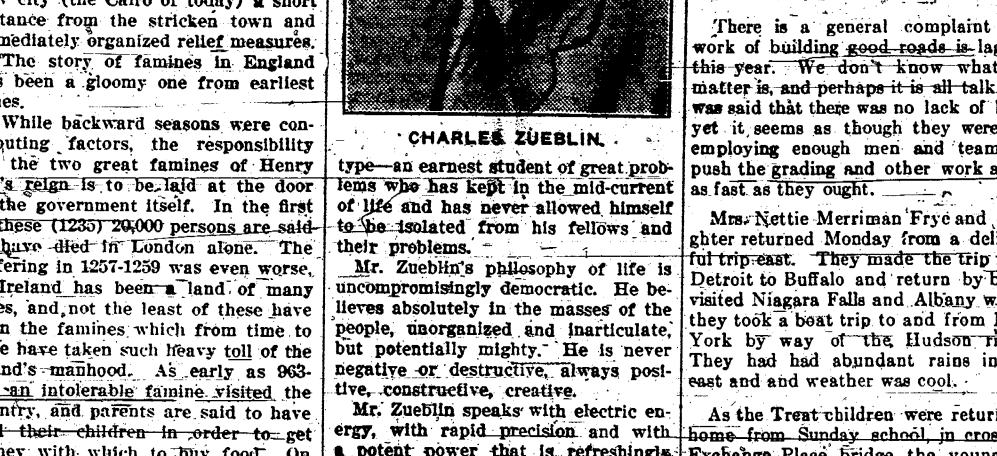 city (the Cairo of today) a short
tance from the stricken town and
mediately organized relief measures.
The story of famines in England
been a gloomy one from earliest
es.
While backward seasons were con-
buting factors, the responsibility
the two great famines of Henry
's reign is to be laid at the door
the government itself. In the first
these (1235) 20,000 persons are said
have died in London alone. The
fering in 1257-1259 was even worse.
Ireland has been a land of many
es, and not the least of these have
n the famines which from time to
e have taken such heavy toll of the
nd's manhood. As early as 963-
an intolerable famine visited the
ntry, and parents are said to have
their children in order to get
ney with which to buy food. On
CHARLES ZUEBLIN.
type—an earnest student of great prob-
lems who has kept in the mid-current
of life and has never allowed himself
to be isolated from his fellows and
their problems.
Mr. Zueblin's philosophy of life is
uncompromisingly democratic. He be-
lieves absolutely in the masses of the
people, unorganized and inarticulate,
but potentially mighty. He is never
negative or destructive, always posi-
tive, constructive, creative.
Mr. Zueblin speaks with electric en-
ergy, with rapid precision and with
a potent power that is refreshingly
There is a general complaint
work of building good roads is lag
this year. We don't know what
matter is, and perhaps it is all talk.
was said that there was no lack of
yet it seems as though they were
employing enough men and team
push the grading and other work a
as fast as they ought.
Mrs. Nettie Merriman Frye and
ghter returned Monday from a deli
ful trip east. They made the trip
Detroit to Buffalo and return by
visited Niagara Falls and Albany w
they took a boat trip to and from
York by way of the Hudson ri
They had had abundant rains in
east and and weather was cool.
As the Treat children were retur
home from Sunday school, in cros
Exchange Place bridge, the young